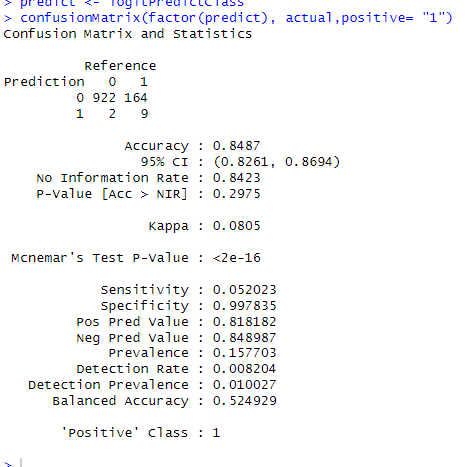 > predict <- logitPredictClass
> confusionMatrix(factor(predict), actual,positive= "1")
Confusion Matrix and Statistics
Reference
Prediction 0 1
0 922 164
1 2 9
Accuracy : 0.8487
95% CI : (0.8261, 0.8694)
No Information Rate : 0.8423
P-Value [Acc > NIR] : 0.2975
Kappa : 0.0805
Mcnemar's Test P-Value : <2e-16
Sensitivity : 0.052023
Specificity : 0.997835
Pos Pred Value : 0.818182
Neg Pred Value : 0.848987
Prevalence : 0.157703
Detection Rate : 0.008204
Detection Prevalence : 0.010027
Balanced Accuracy : 0.524929
'Positive' Class : 1
>